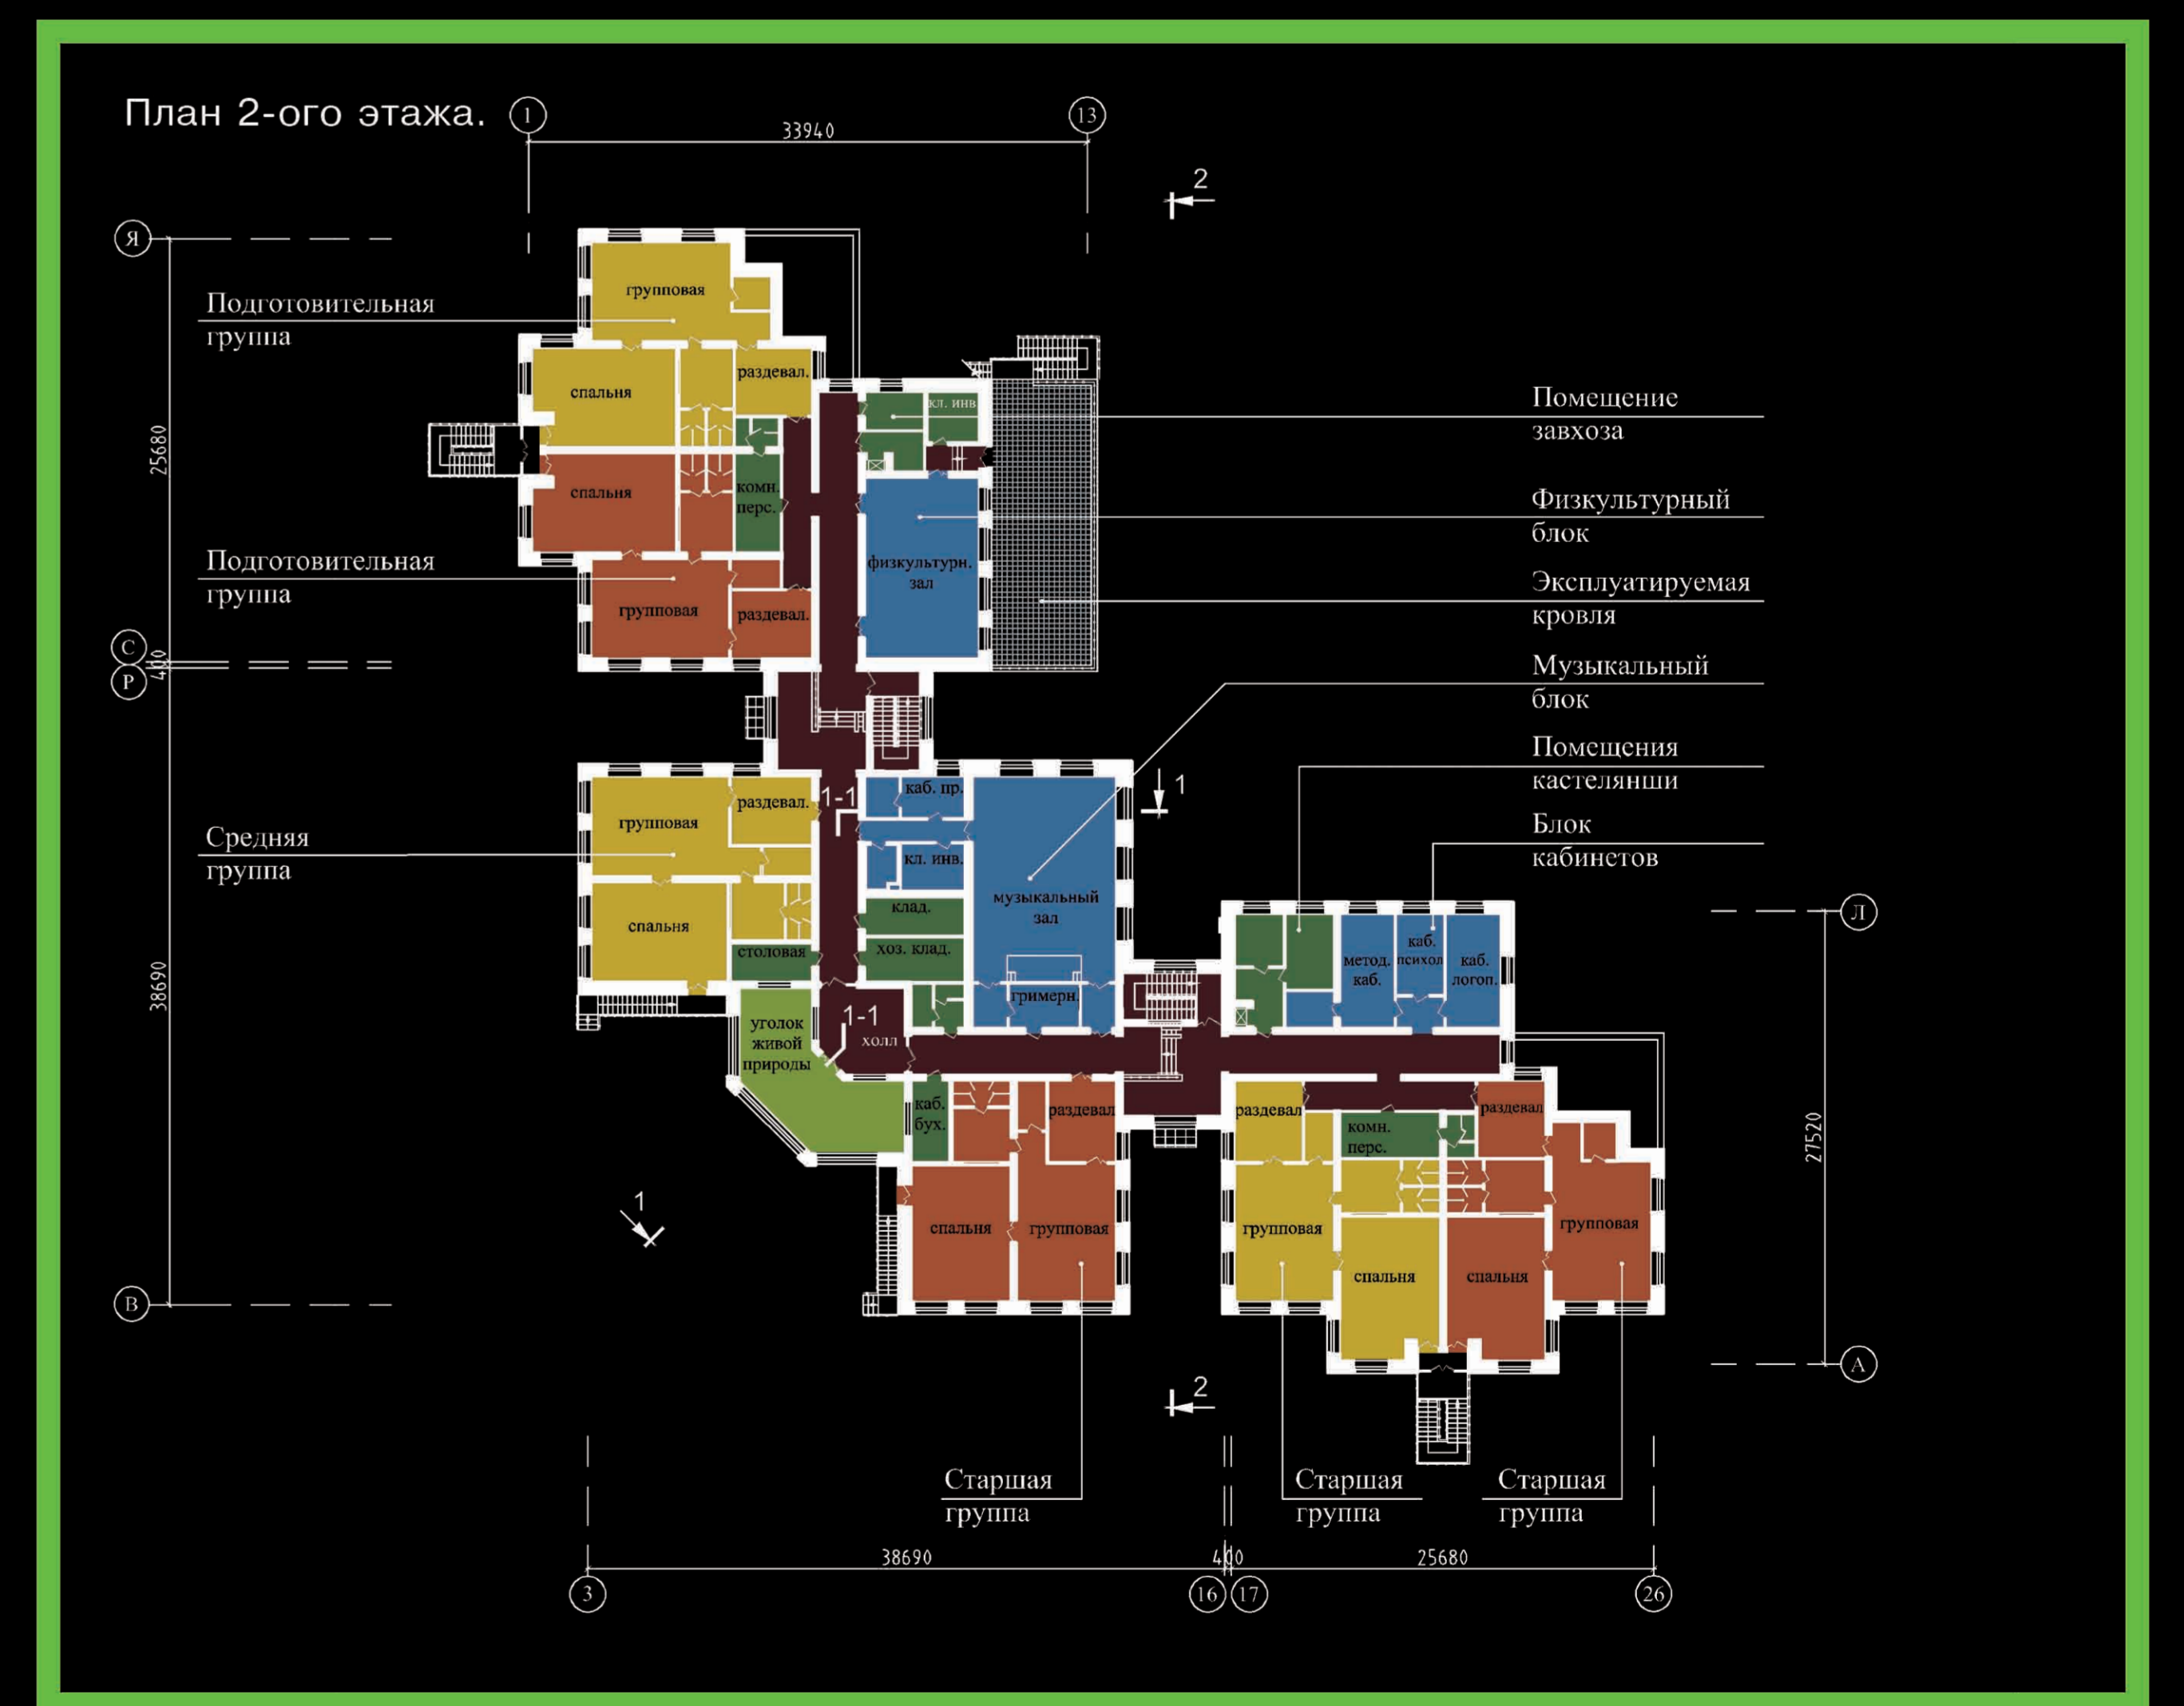 План 2-ого этажа.
1
13
33940
2
Я
Подготовительная
группа
групповая
спальня
раздевал.
кл. инв.
Помещение
завхоза
25680
спальня
комн.
перс.
Физкультурный
блок
физкультурн.
зал
Эксплуатируемая
кровля
Подготовительная
группа
групповая
раздевал.
С
400
Р
Музыкальный
блок
Помещения
кастелянши
1
Блок
кабинетов
Средняя
группа
групповая
раздевал.
1-1
каб. пр.
кл. инв.
музыкальный
зал
клад.
спальня
столовая
хоз. клад.
гримерн.
Л
метод.
каб.
каб.
психол
каб.
логоп.
38690
уголок
живой
природы
1-1
холл
каб.
бух.
раздевал
раздевал
комн.
перс.
раздевал
27520
1
спальня
групповая
групповая
спальня
спальня
групповая
В
А
2
Старшая
группа
Старшая
группа
Старшая
группа
38690
400
25680
3
16
17
26